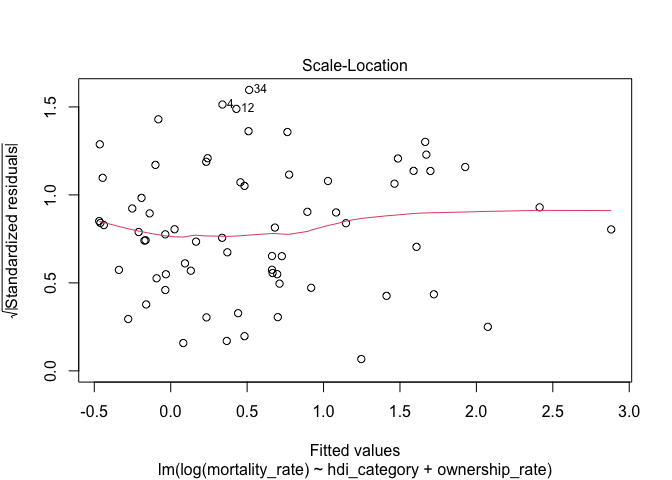 Scale-Location
√|Standardized residuals|
0.0 0.5 1.0 1.5
34
4
12
-0.5 0.0 0.5 1.0 1.5 2.0 2.5 3.0
Fitted values
lm(log(mortality_rate) ~ hdi_category + ownership_rate)